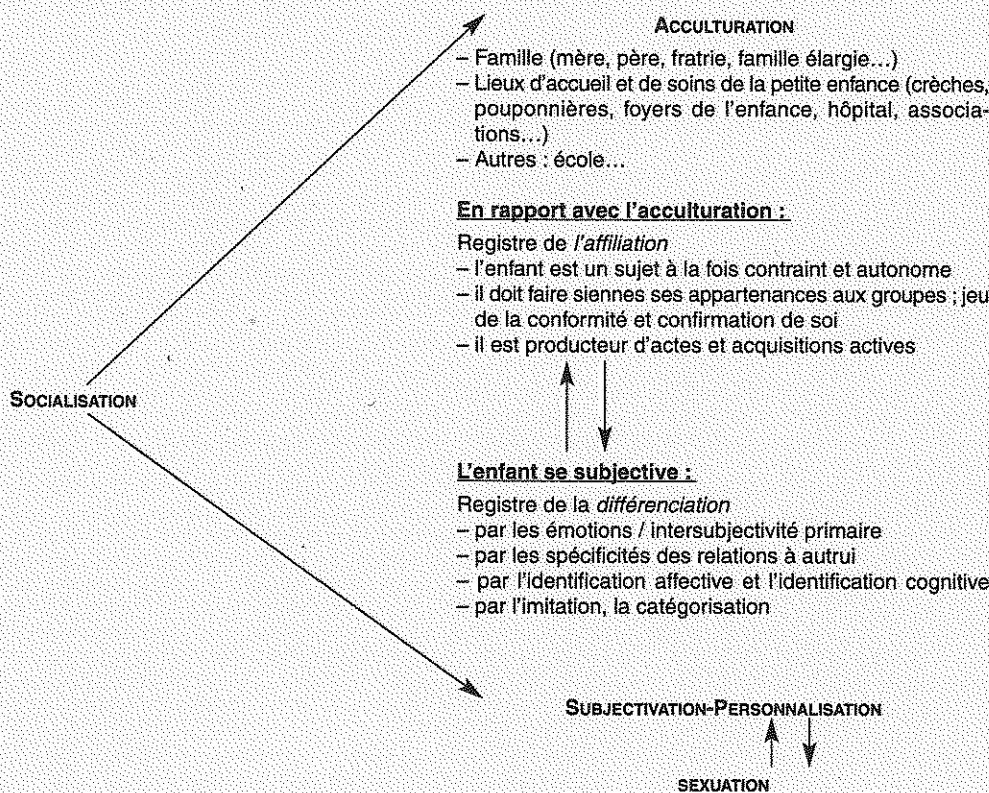 ACCULTURATION
– Famille (mère, père, fratrie, famille élargie...)
– Lieux d'accueil et de soins de la petite enfance (crèches,
pouponnières, foyers de l'enfance, hôpital, associa-
tions...)
– Autres : école...
En rapport avec l'acculturation :
Registre de l'affiliation
– l'enfant est un sujet à la fois contraint et autonome
– il doit faire siennes ses appartenances aux groupes ; jeu
de la conformité et confirmation de soi
– il est producteur d'actes et acquisitions actives
SOCIALISATION
L'enfant se subjective :
Registre de la différenciation
– par les émotions / intersubjectivité primaire
– par les spécificités des relations à autrui
– par l'identification affective et l'identification cognitive
– par l'imitation, la catégorisation
SUBJECTIVATION-PERSONNALISATION
SEXUATION